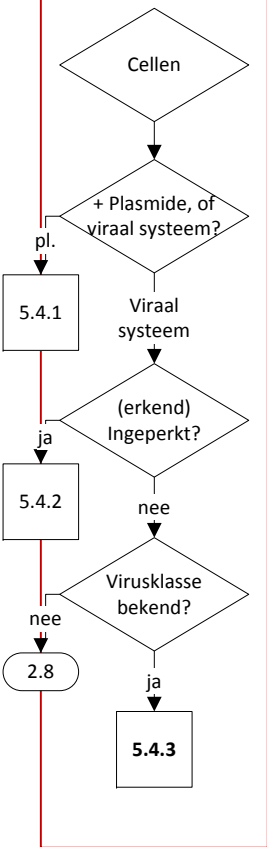 Cellen
+ Plasmide, of
viraal systeem?
pl.
5.4.1
Viraal
systeem
(erkend)
Ingeperkt?
ja
5.4.2
nee
Virusklasse
bekend?
nee
2.8
ja
5.4.3